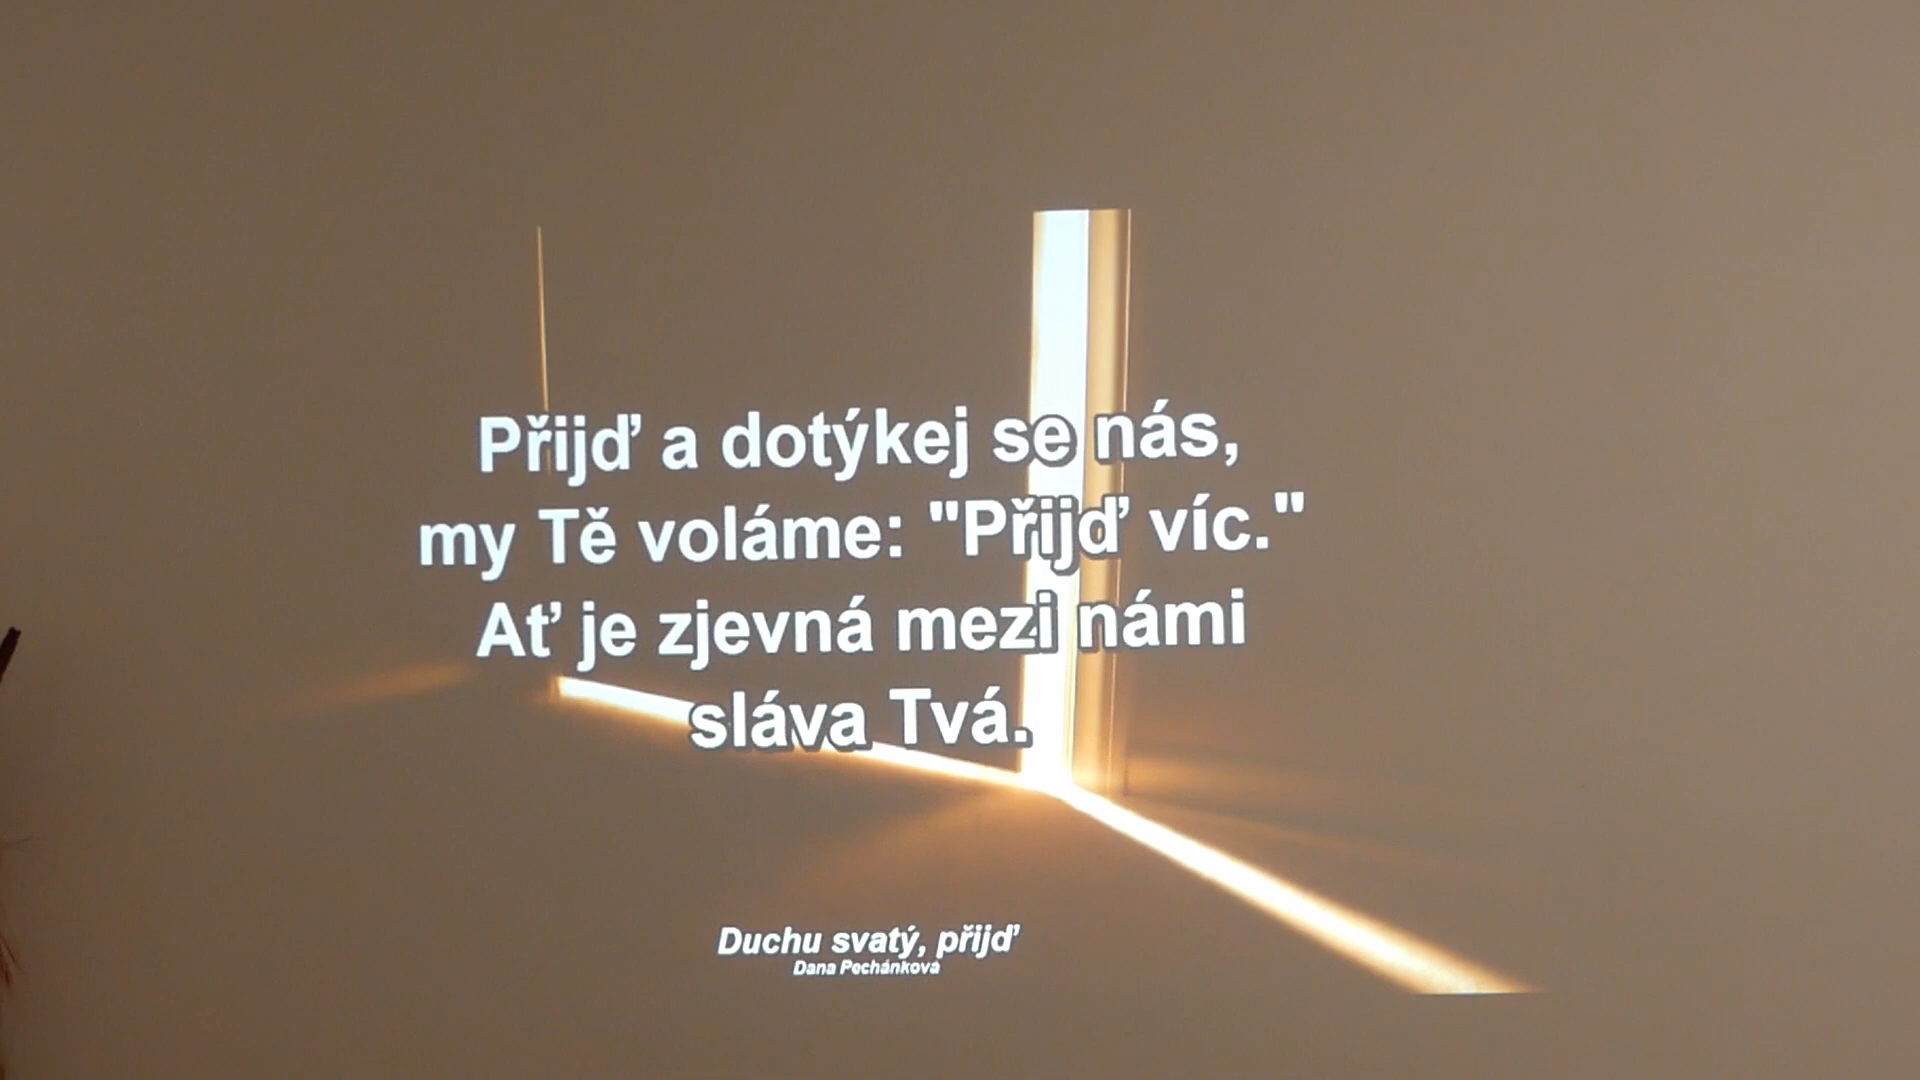 Přijď a dotýkej se nás,
my Tě voláme: "Přijď víc."
Ať je zjevná mezi námi
sláva Tvá.
Duchu svatý, přijď
Dana Pechánková